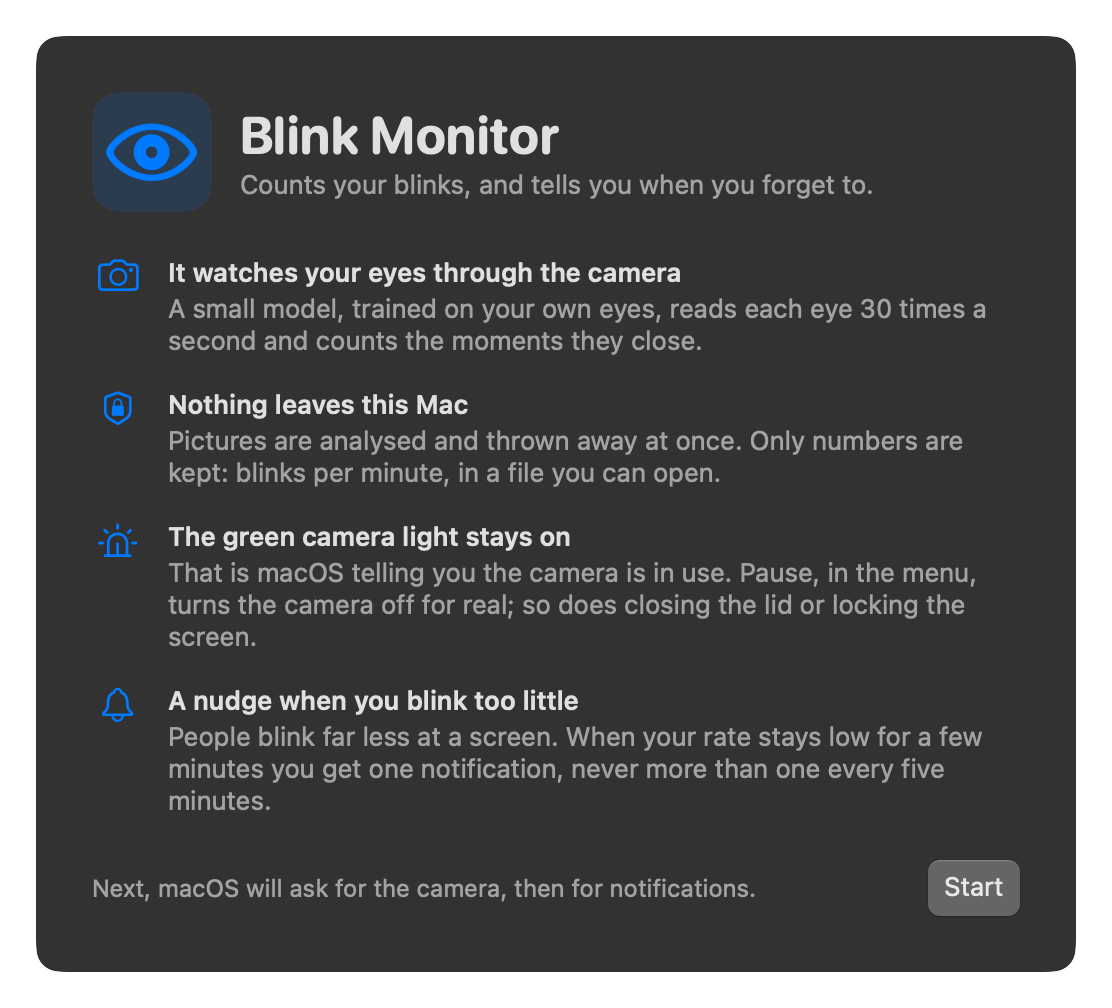 Blink Monitor
Counts your blinks, and tells you when you forget to.
It watches your eyes through the camera
A small model, trained on your own eyes, reads each eye 30 times a
second and counts the moments they close.
Nothing leaves this Mac
Pictures are analysed and thrown away at once. Only numbers are
kept: blinks per minute, in a file you can open.
The green camera light stays on
That is macOS telling you the camera is in use. Pause, in the menu,
turns the camera off for real; so does closing the lid or locking the
screen.
A nudge when you blink too little
People blink far less at a screen. When your rate stays low for a few
minutes you get one notification, never more than one every five
minutes.
Next, macOS will ask for the camera, then for notifications.
Start